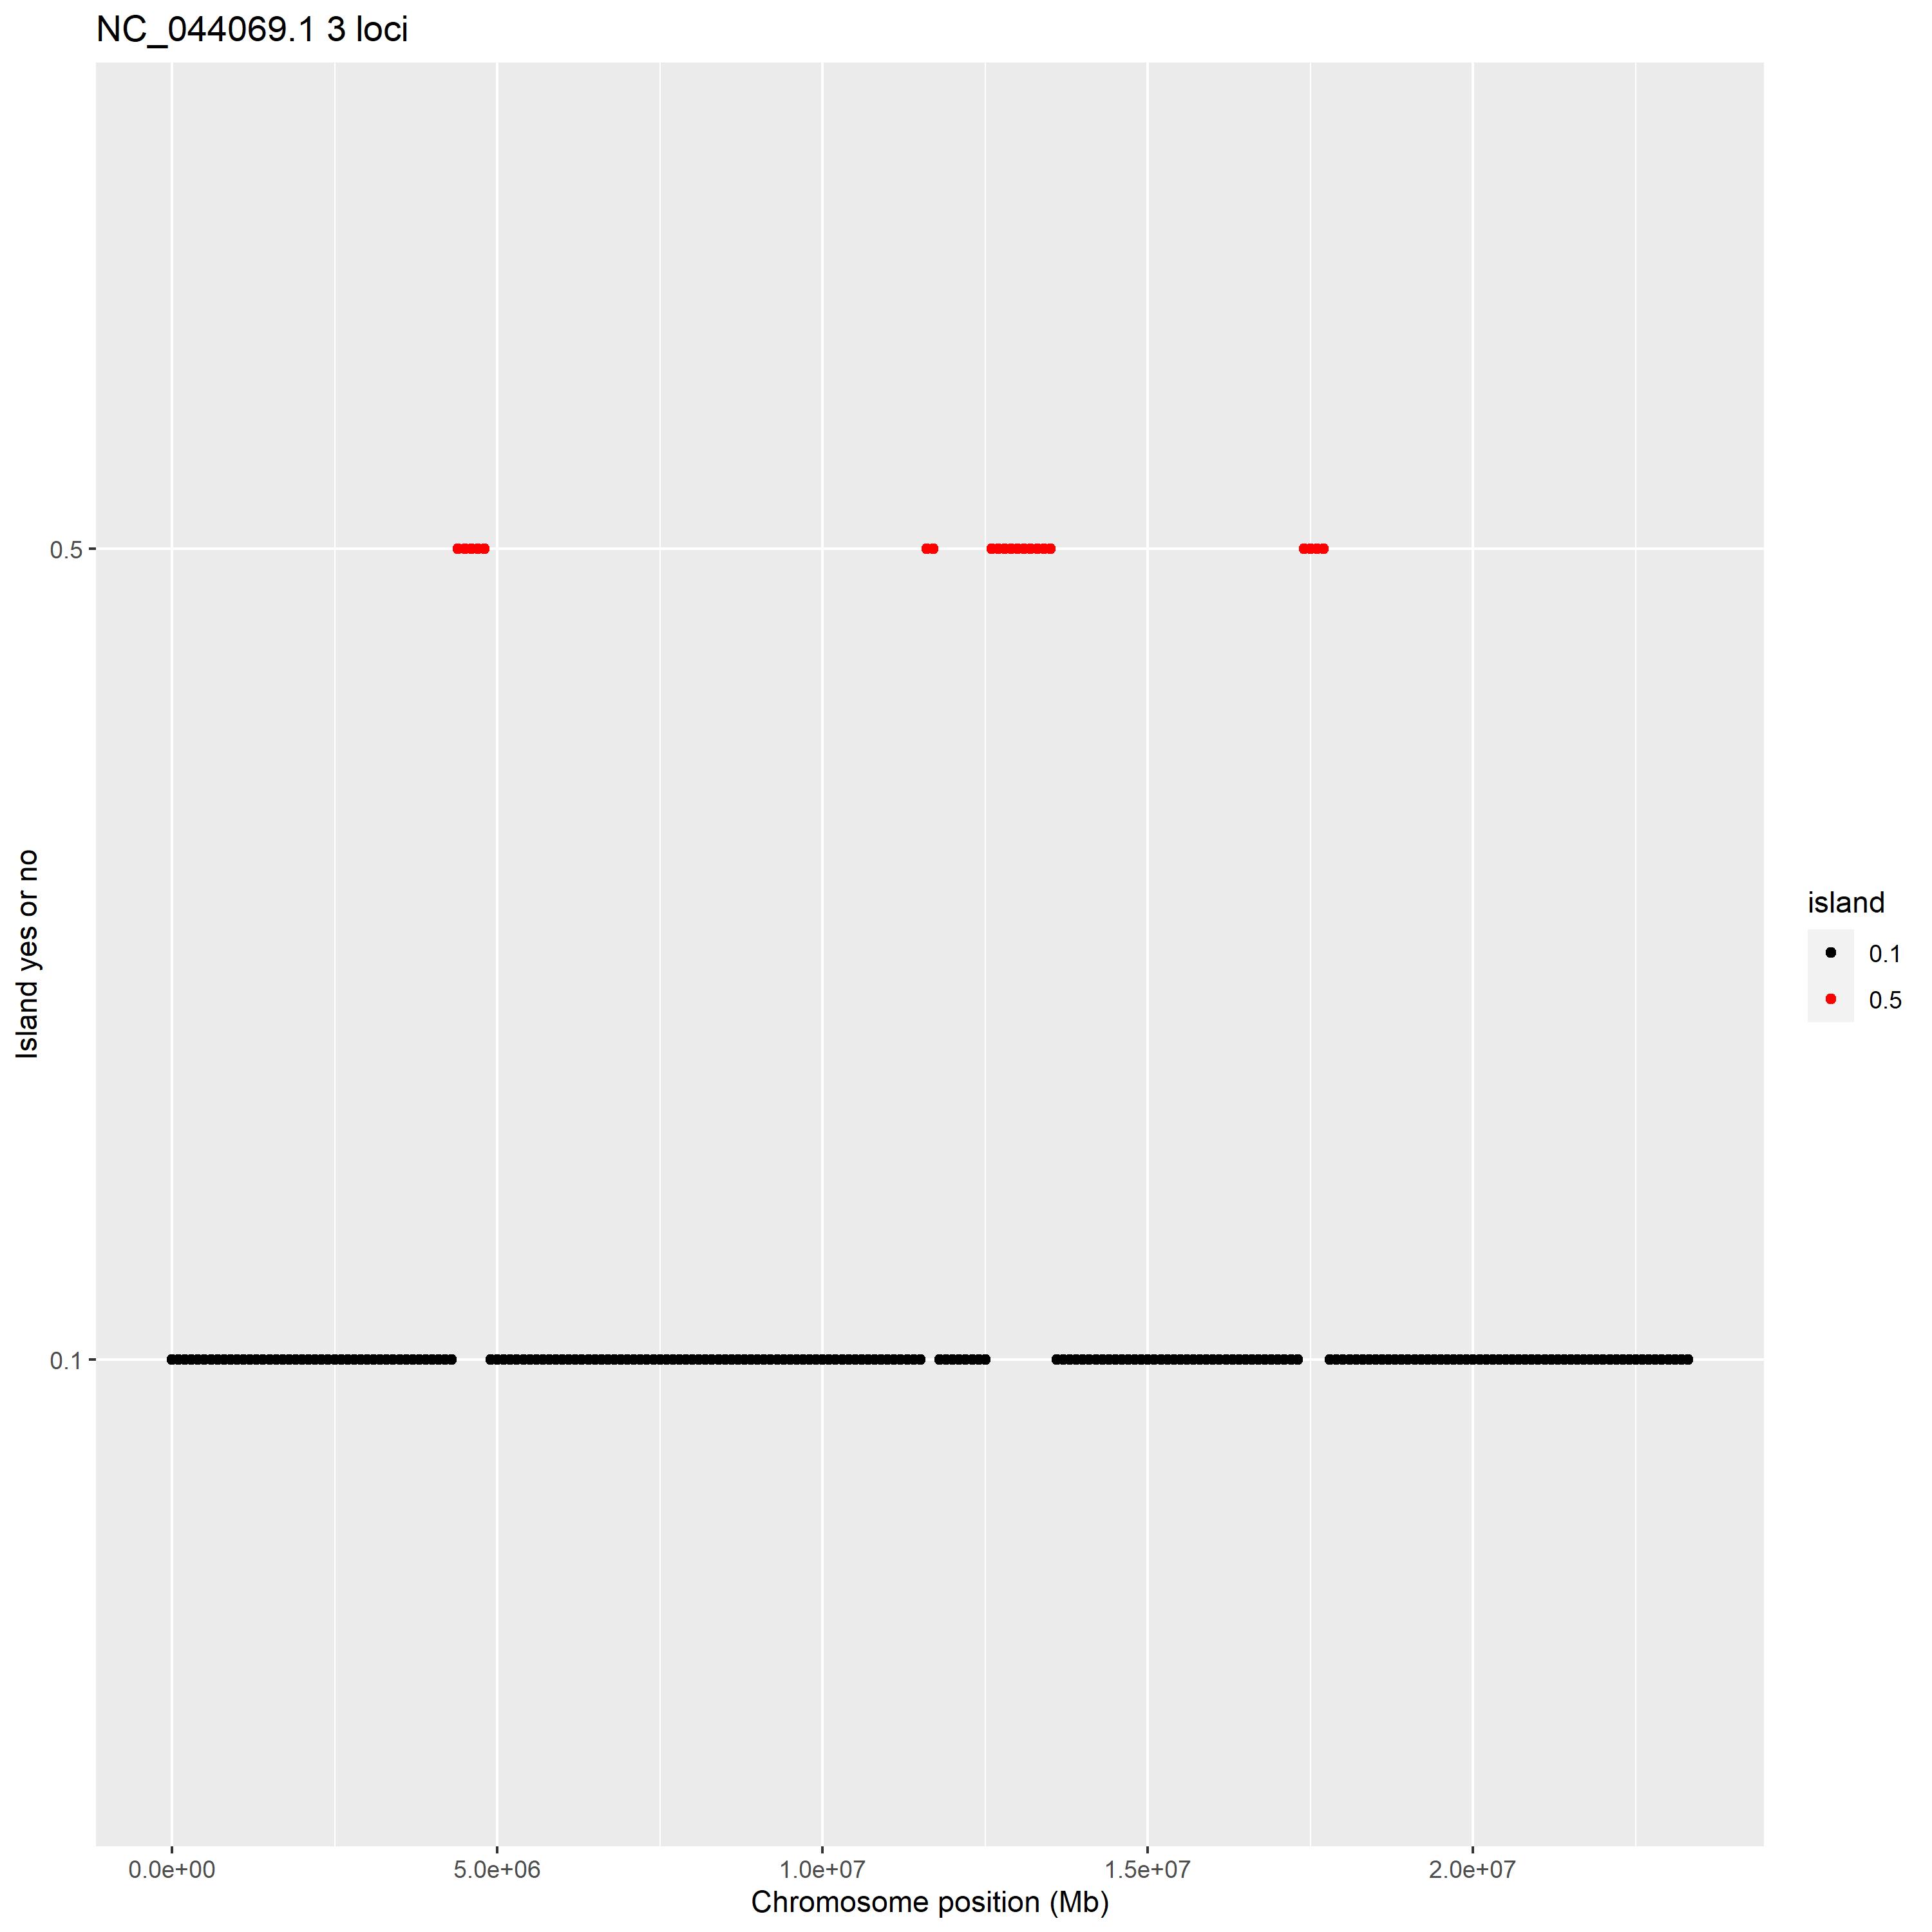 NC_044069.1 3 loci
0.5
0.1
Island yes or no
0.0e+00 5.0e+06 1.0e+07 1.5e+07 2.0e+07
Chromosome position (Mb)
island
0.1
0.5